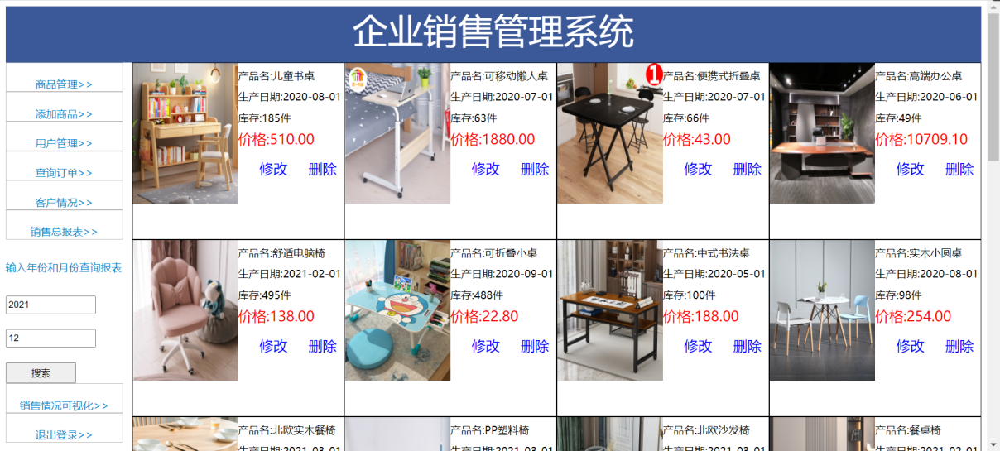 企业销售管理系统
商品管理>>
添加商品>>
用户管理>>
查询订单>>
客户情况>>
销售总报表>>
输入年份和月份查询报表
2021
12
搜索
销售情况可视化>>
退出登录>>
产品名:儿童书桌
生产日期:2020-08-01
库存:185件
价格:510.00
修改 删除
产品名:可移动懒人桌
生产日期:2020-07-01
库存:63件
价格:1880.00
修改 删除
1
产品名:便携式折叠桌
生产日期:2020-07-01
库存:66件
价格:43.00
修改 删除
产品名:高端办公桌
生产日期:2020-06-01
库存:49件
价格:10709.10
修改 删除
产品名:舒适电脑椅
生产日期:2021-02-01
库存:495件
价格:138.00
修改 删除
产品名:可折叠小桌
生产日期:2020-09-01
库存:488件
价格:22.80
修改 删除
产品名:中式书法桌
生产日期:2020-05-01
库存:100件
价格:188.00
修改 删除
产品名:实木小圆桌
生产日期:2020-08-01
库存:98件
价格:254.00
修改 删除
产品名:北欧实木餐椅
生产日期:2021-03-01
产品名:PP塑料椅
生产日期:2021-03-01
产品名:北欧沙发椅
生产日期:2021-03-01
产品名:餐桌椅
生产日期:2021-02-01